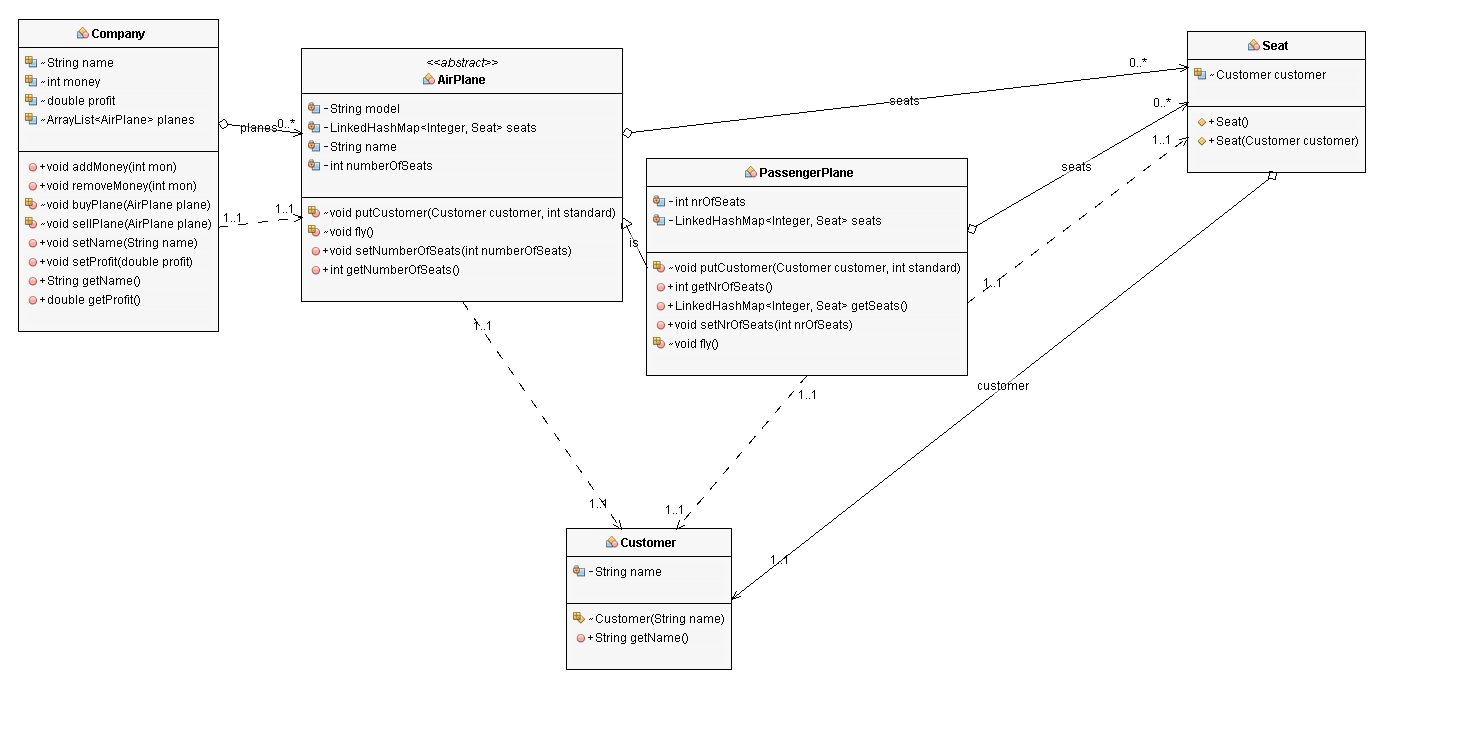 Company
~String name
~int money
~double profit
~ArrayList<AirPlane> planes
+void addMoney(int mon)
+void removeMoney(int mon)
~void buyPlane(AirPlane plane)
~void sellPlane(AirPlane plane)
+void setName(String name)
+void setProfit(double profit)
+String getName()
+double getProfit()
planes
0..*
1..1
1..1
<<abstract>>
AirPlane
-String model
-LinkedHashMap<Integer, Seat> seats
-String name
-int numberOfSeats
~void putCustomer(Customer customer, int standard)
~void fly()
+void setNumberOfSeats(int numberOfSeats)
+int getNumberOfSeats()
is
seats
0..*
PassengerPlane
-int nrOfSeats
-LinkedHashMap<Integer, Seat> seats
~void putCustomer(Customer customer, int standard)
+int getNrOfSeats()
+LinkedHashMap<Integer, Seat> getSeats()
+void setNrOfSeats(int nrOfSeats)
~void fly()
seats
0..*
1..1
1..1
Seat
~Customer customer
+Seat()
+Seat(Customer customer)
customer
1..1
1..1
1..1
1..1
1..1
Customer
-String name
~Customer(String name)
+String getName()